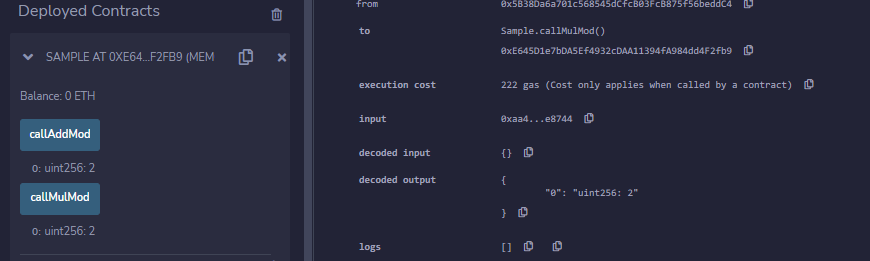 Deployed Contracts
SAMPLE AT 0XE64...F2FB9 (MEM
Balance: 0 ETH
callAddMod
0: uint256: 2
callMulMod
0: uint256: 2
from 0x5B38Da6a701c568545dCfcB03FcB875f56beddC4
to Sample.callMulMod()
0xE645D1e7bDA5Ef4932cDAA11394fA984dd4F2fb9
execution cost 222 gas (Cost only applies when called by a contract)
input 0xaa4...e8744
decoded input {}
decoded output {
"0": "uint256: 2"
}
logs []